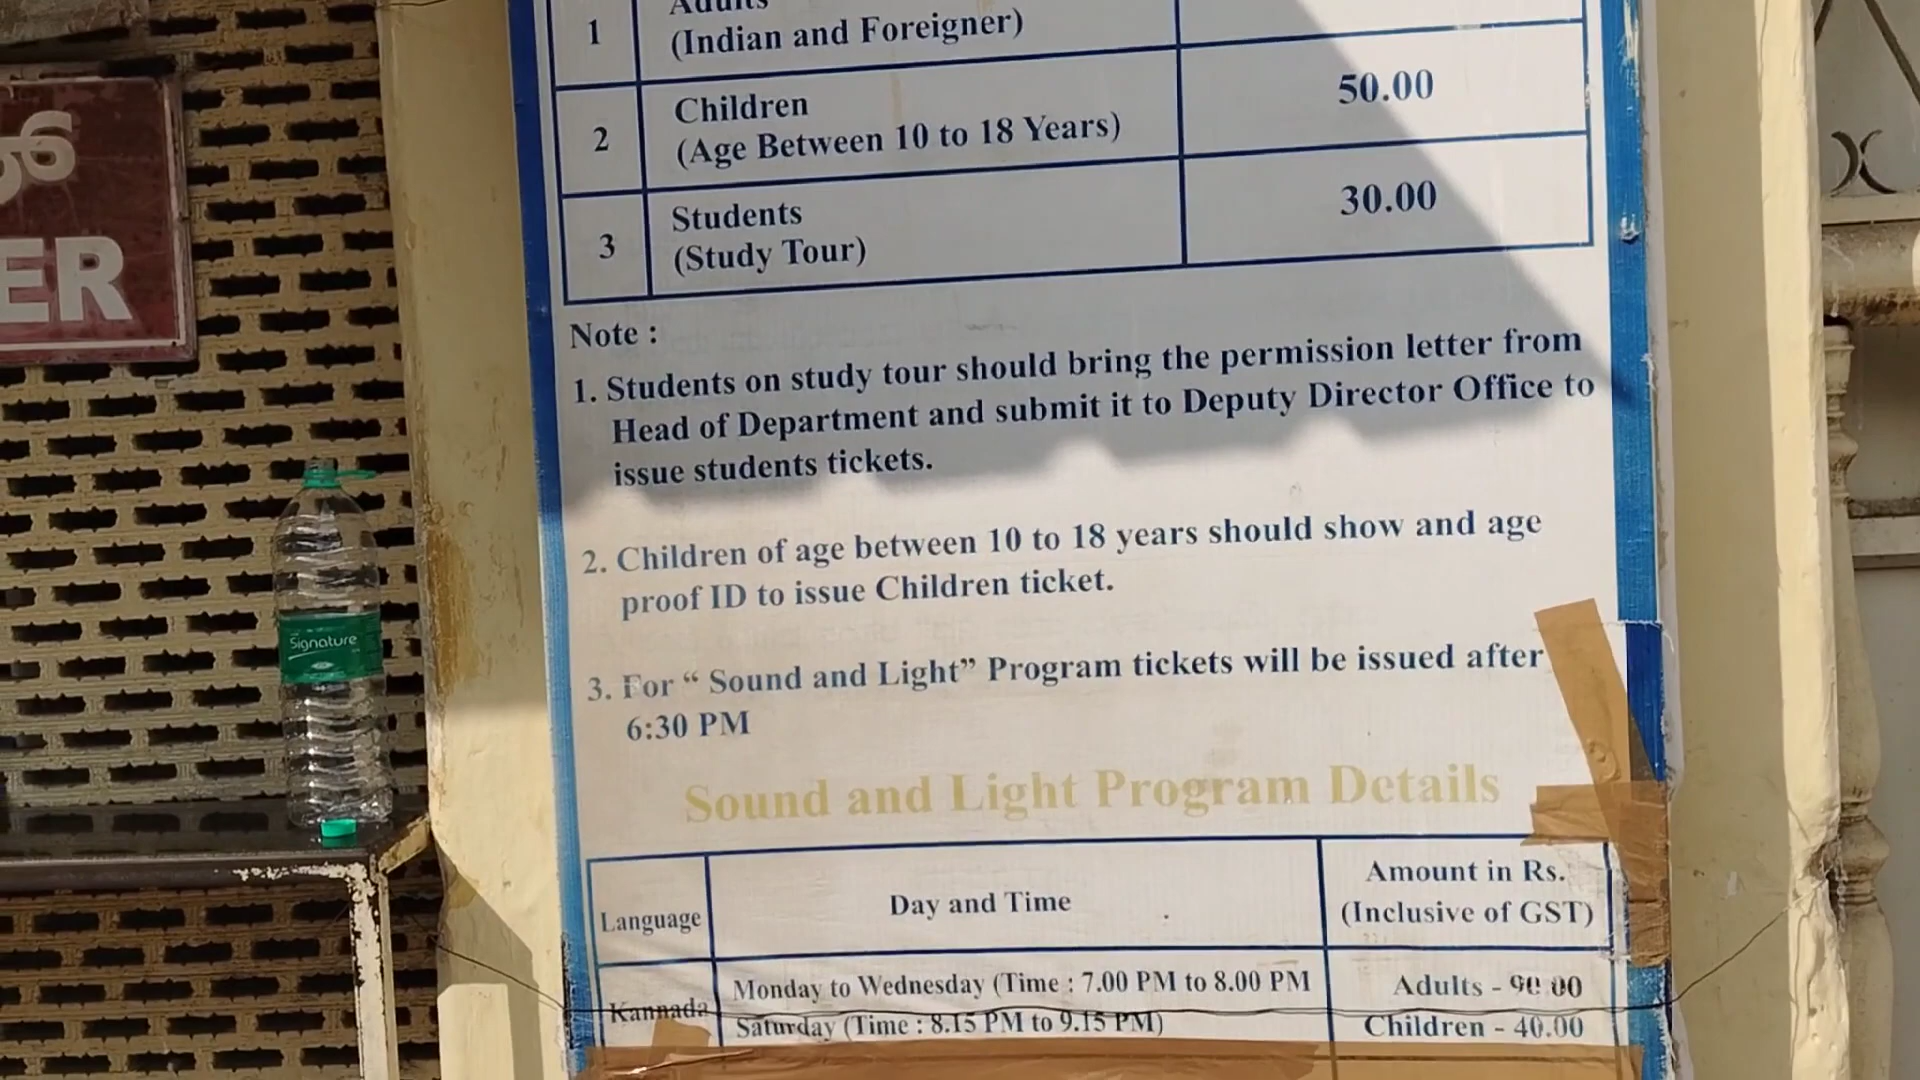 ER
1
Adults
(Indian and Foreigner)
2
Children
(Age Between 10 to 18 Years)
50.00
3
Students
(Study Tour)
30.00
Note :
1. Students on study tour should bring the permission letter from
Head of Department and submit it to Deputy Director Office to
issue students tickets.
2. Children of age between 10 to 18 years should show and age
proof ID to issue Children ticket.
3. For “ Sound and Light” Program tickets will be issued after
6:30 PM
Signature
Sound and Light Program Details
Language
Day and Time
Amount in Rs.
(Inclusive of GST)
Kannada
Monday to Wednesday (Time : 7.00 PM to 8.00 PM
Saturday (Time : 8.15 PM to 9.15 PM)
Adults - 90.00
Children - 40.00